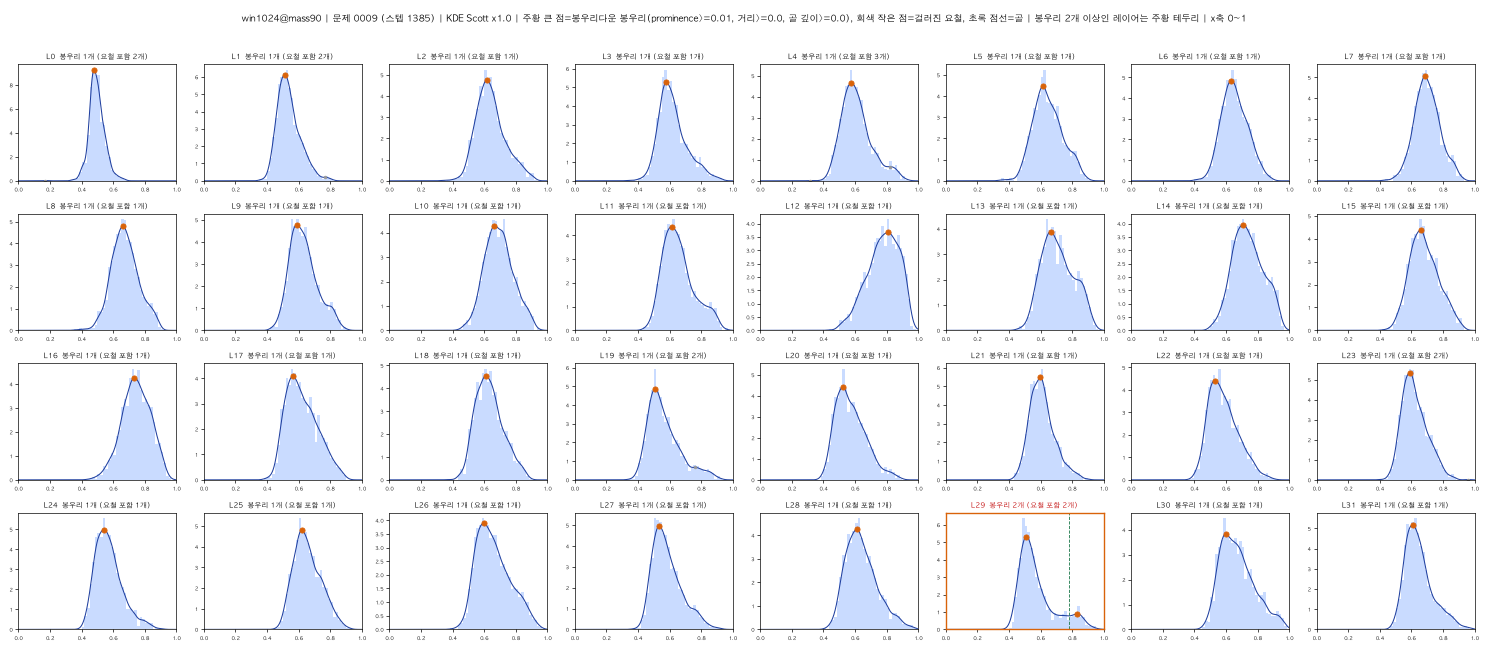 win1024@mass90 | 문제 0009 (스텝 1385) | KDE Scott x1.0 | 주황 큰 점=봉우리다운 봉우리(prominence>=0.01, 거리>=0.0, 골 깊이>=0.0), 회색 작은 점=걸러진 요철, 초록 점선=골 | 봉우리 2개 이상인 레이어는 주황 테두리 | x축 0~1
L0 봉우리 1개 (요철 포함 2개)
L1 봉우리 1개 (요철 포함 2개)
L2 봉우리 1개 (요철 포함 1개)
L3 봉우리 1개 (요철 포함 1개)
L4 봉우리 1개 (요철 포함 3개)
L5 봉우리 1개 (요철 포함 1개)
L6 봉우리 1개 (요철 포함 1개)
L7 봉우리 1개 (요철 포함 1개)
L8 봉우리 1개 (요철 포함 1개)
L9 봉우리 1개 (요철 포함 1개)
L10 봉우리 1개 (요철 포함 1개)
L11 봉우리 1개 (요철 포함 1개)
L12 봉우리 1개 (요철 포함 1개)
L13 봉우리 1개 (요철 포함 1개)
L14 봉우리 1개 (요철 포함 1개)
L15 봉우리 1개 (요철 포함 1개)
L16 봉우리 1개 (요철 포함 1개)
L17 봉우리 1개 (요철 포함 1개)
L18 봉우리 1개 (요철 포함 1개)
L19 봉우리 1개 (요철 포함 2개)
L20 봉우리 1개 (요철 포함 1개)
L21 봉우리 1개 (요철 포함 1개)
L22 봉우리 1개 (요철 포함 1개)
L23 봉우리 1개 (요철 포함 2개)
L24 봉우리 1개 (요철 포함 1개)
L25 봉우리 1개 (요철 포함 1개)
L26 봉우리 1개 (요철 포함 1개)
L27 봉우리 1개 (요철 포함 1개)
L28 봉우리 1개 (요철 포함 1개)
L29 봉우리 2개 (요철 포함 2개)
L30 봉우리 1개 (요철 포함 1개)
L31 봉우리 1개 (요철 포함 1개)